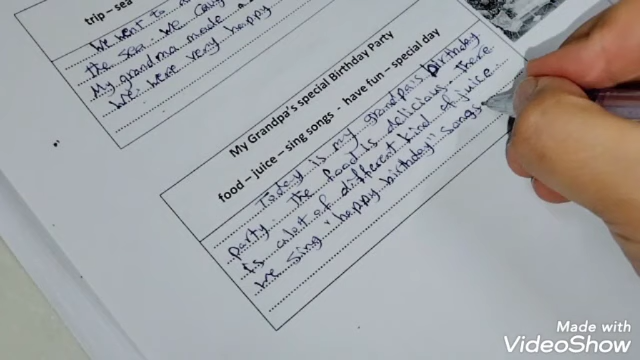 trip – sea
We went to
the sea. We
My grandma made a
We were very happy.
My Grandpa's special Birthday Party
food – juice – sing songs - have fun – special day
Today is my grandpa's birthday
party. The food is delicious. There
is alot of different kind of juice.
We sing "happy birthday" songs
Made with
VideoShow